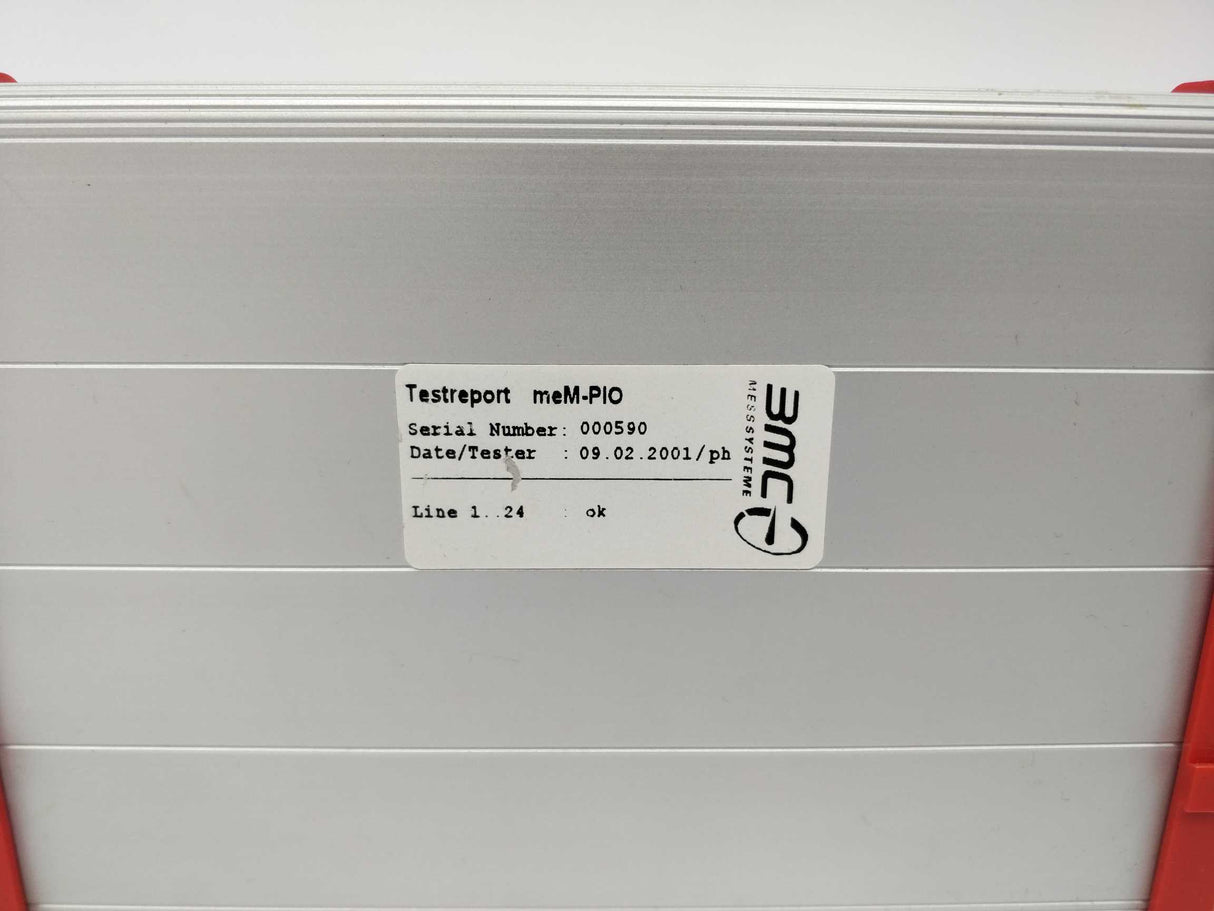 Testreport meM-PIO
Serial Number: 000590
Date/Tester : 09.02.2001/ph
Line 1..24 : ok
BMC
MESSSYSTEME